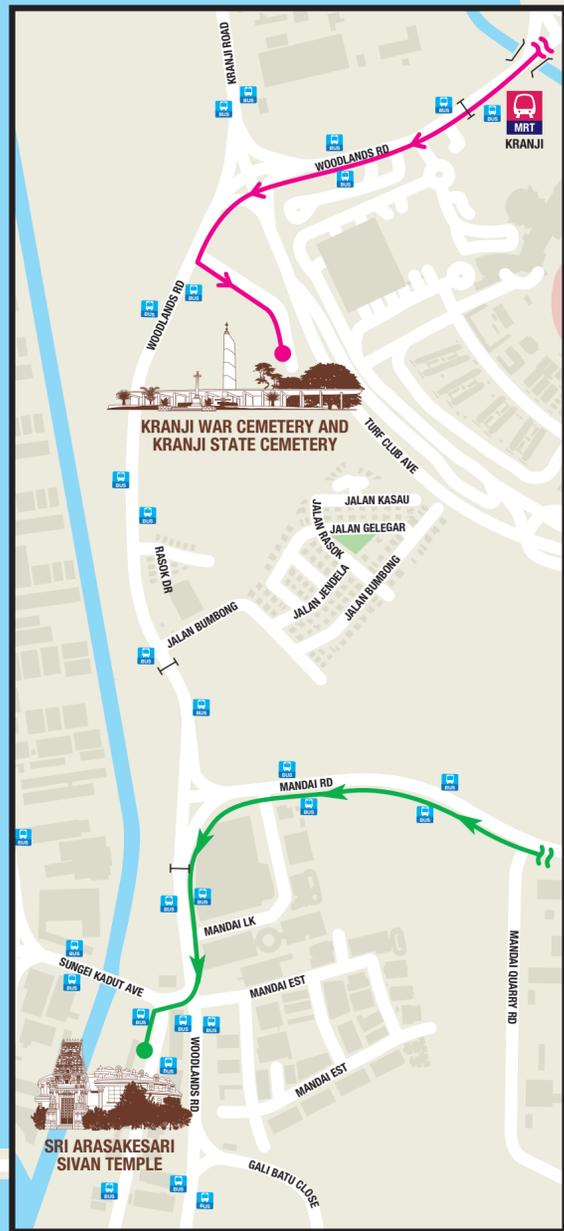 KRANJI ROAD
BUS
BUS
BUS
BUS
MRT
KRANJI
BUS
WOODLANDS RD
BUS
BUS
BUS
WOODLANDS RD
KRANJI WAR CEMETERY AND
KRANJI STATE CEMETERY
TURF CLUB AVE
BUS
BUS
JALAN KASAU
JALAN GELEGAR
JALAN RASOK
JALAN JENDELA
JALAN BUMBONG
RASOK DR
JALAN BUMBONG
BUS
BUS
BUS
MANDAI RD
BUS
BUS
BUS
BUS
BUS
BUS
MANDAI LK
MANDAI QUARRY RD
BUS
SUNGEI KADUT AVE
BUS
MANDAI EST
BUS
BUS
BUS
WOODLANDS RD
BUS
MANDAI EST
SRI ARASAKESARI
SIVAN TEMPLE
GALI BATU CLOSE
BUS
BUS
BUS